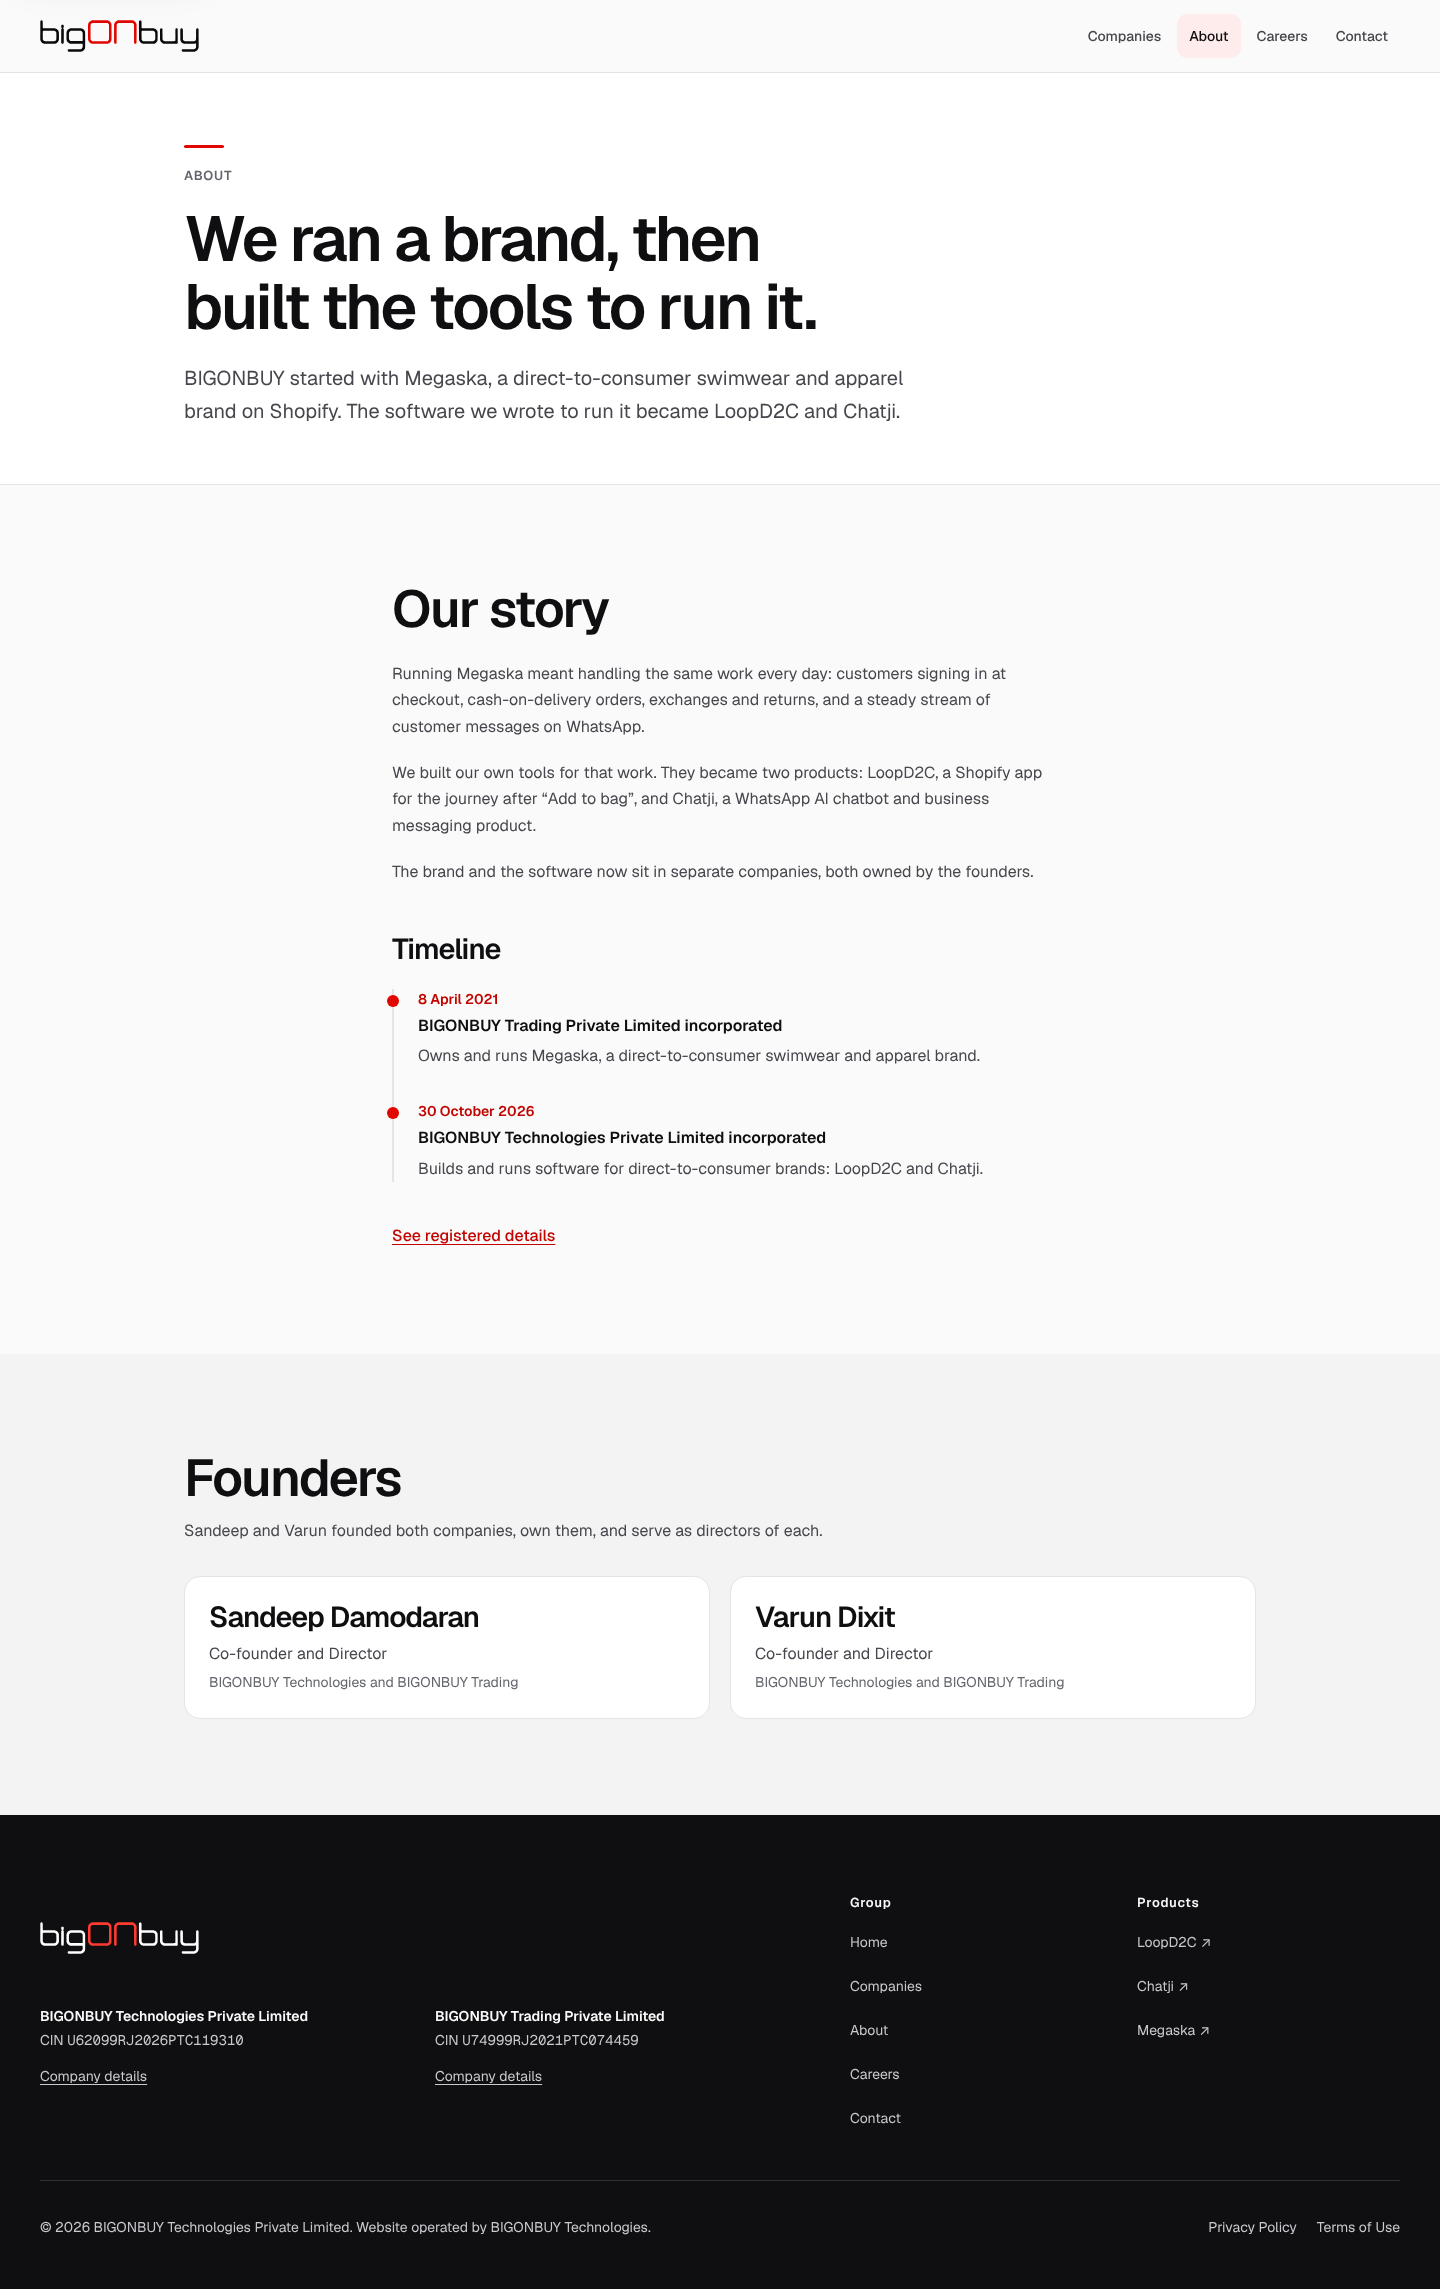 bigONbuy
Companies
About
Careers
Contact
ABOUT
We ran a brand, then
built the tools to run it.
BIGONBUY started with Megaska, a direct-to-consumer swimwear and apparel
brand on Shopify. The software we wrote to run it became LoopD2C and Chatji.
Our story
Running Megaska meant handling the same work every day: customers signing in at
checkout, cash-on-delivery orders, exchanges and returns, and a steady stream of
customer messages on WhatsApp.
We built our own tools for that work. They became two products: LoopD2C, a Shopify app
for the journey after “Add to bag”, and Chatji, a WhatsApp AI chatbot and business
messaging product.
The brand and the software now sit in separate companies, both owned by the founders.
Timeline
8 April 2021
BIGONBUY Trading Private Limited incorporated
Owns and runs Megaska, a direct-to-consumer swimwear and apparel brand.
30 October 2026
BIGONBUY Technologies Private Limited incorporated
Builds and runs software for direct-to-consumer brands: LoopD2C and Chatji.
See registered details
Founders
Sandeep and Varun founded both companies, own them, and serve as directors of each.
Sandeep Damodaran
Co-founder and Director
BIGONBUY Technologies and BIGONBUY Trading
Varun Dixit
Co-founder and Director
BIGONBUY Technologies and BIGONBUY Trading
bigONbuy
BIGONBUY Technologies Private Limited
CIN U62099RJ2026PTC119310
Company details
BIGONBUY Trading Private Limited
CIN U74999RJ2021PTC074459
Company details
Group
Home
Companies
About
Careers
Contact
Products
LoopD2C ↗
Chatji ↗
Megaska ↗
© 2026 BIGONBUY Technologies Private Limited. Website operated by BIGONBUY Technologies.
Privacy Policy
Terms of Use